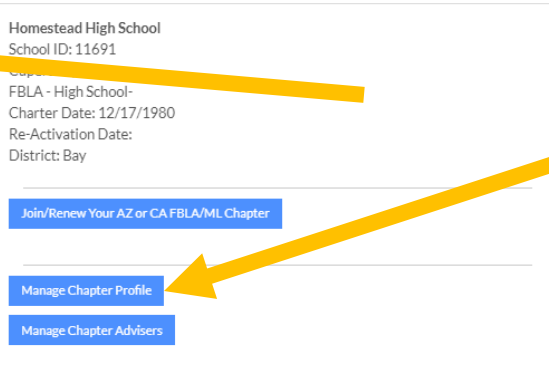 Homestead High School
School ID: 11691
FBLA - High School-
Charter Date: 12/17/1980
Re-Activation Date:
District: Bay
Join/Renew Your AZ or CA FBLA/ML Chapter
Manage Chapter Profile
Manage Chapter Advisers